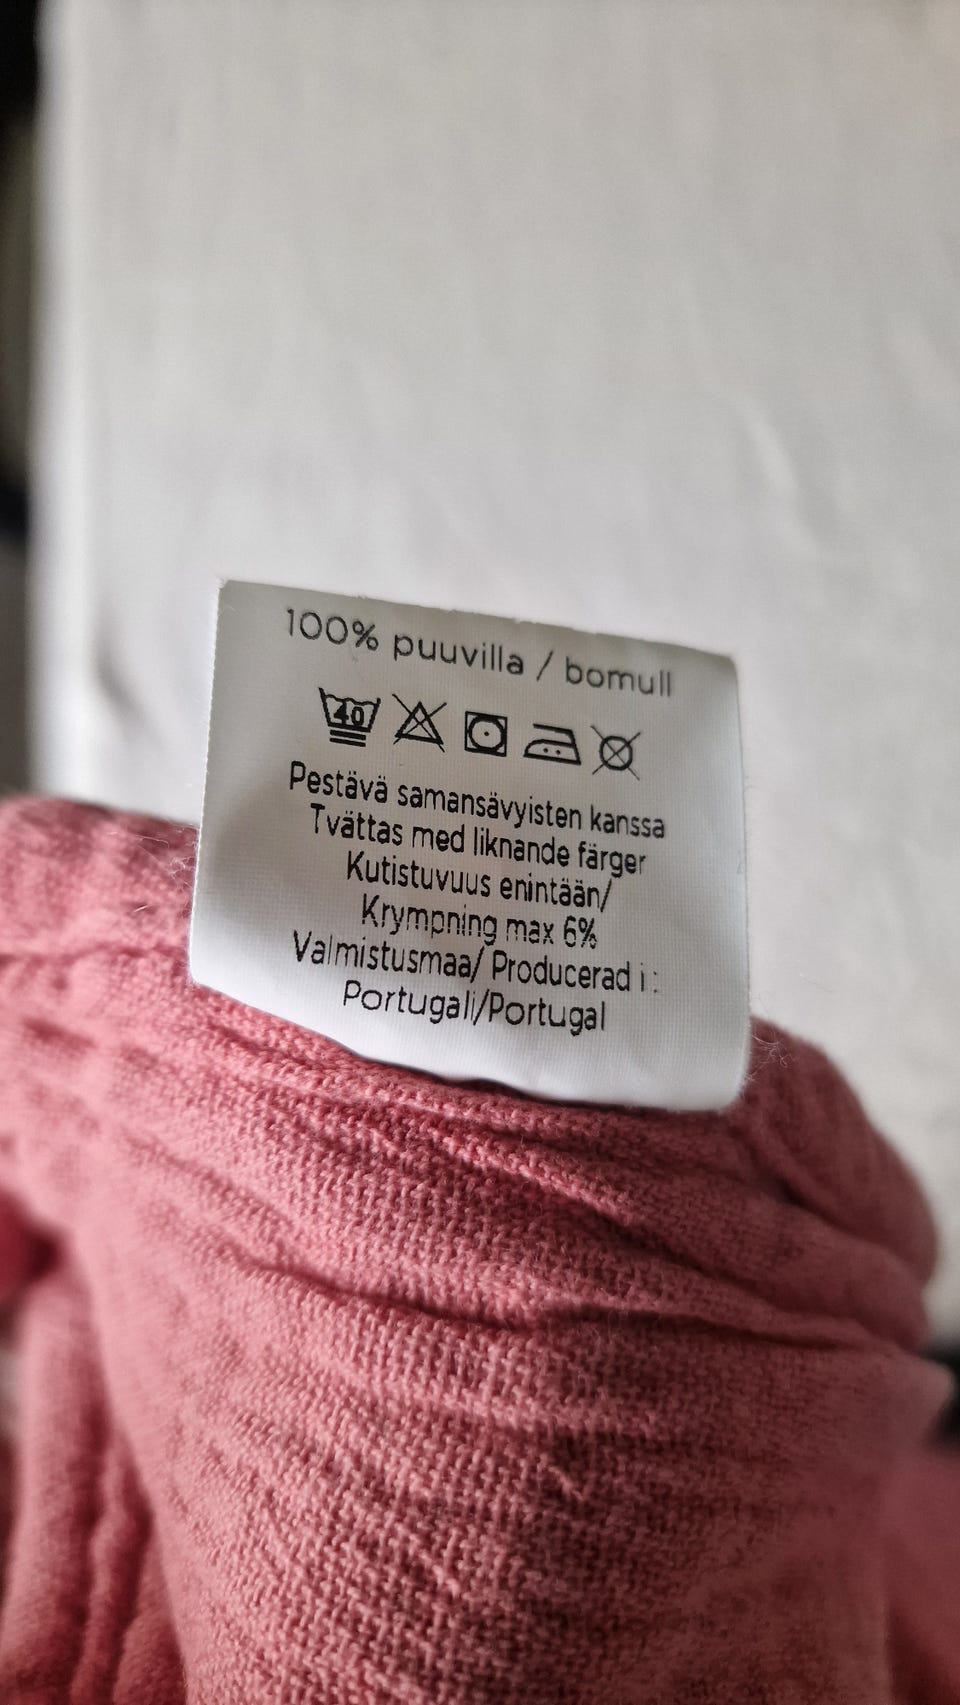 100% puuvilla / bomull
40
Pestävä samansävyisten kanssa
Tvättas med liknande färger
Kutistuvuus enintään/
Krympning max 6%
Valmistusmaa/ Producerad i :
Portugali/Portugal